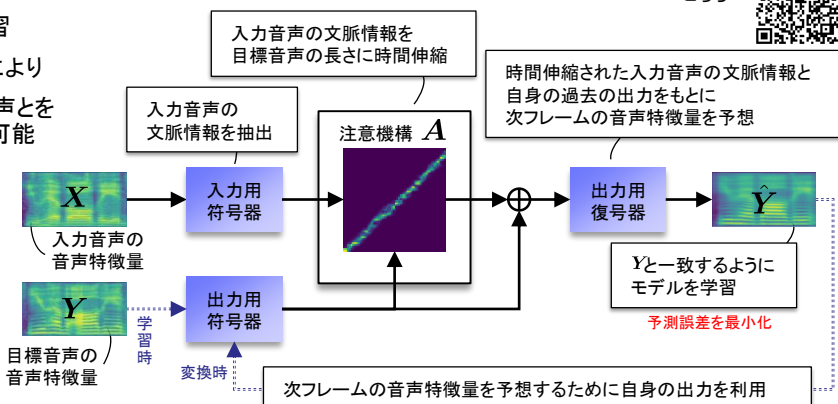 習
により
声とを
可能
入力音声の文脈情報を
目標音声の長さに時間伸縮
入力音声の
文脈情報を抽出
時間伸縮された入力音声の文脈情報と
自身の過去の出力をもとに
次フレームの音声特徴量を予想
注意機構 A
X
入力用
符号器
出力用
復号器
Ŷ
入力音声の
音声特徴量
Yと一致するように
モデルを学習
予測誤差を最小化
Y
学習時
出力用
符号器
目標音声の
音声特徴量
変換時
次フレームの音声特徴量を予想するために自身の出力を利用